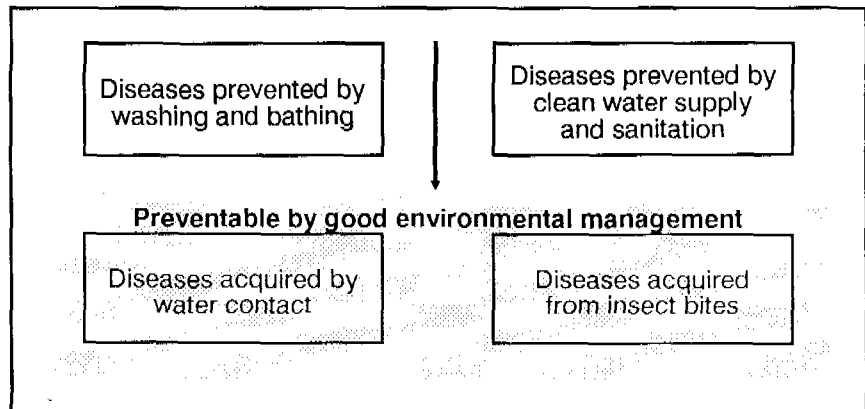 Diseases prevented by
washing and bathing
Diseases prevented by
clean water supply
and sanitation
Preventable by good environmental management
Diseases acquired by
water contact
Diseases acquired
from insect bites